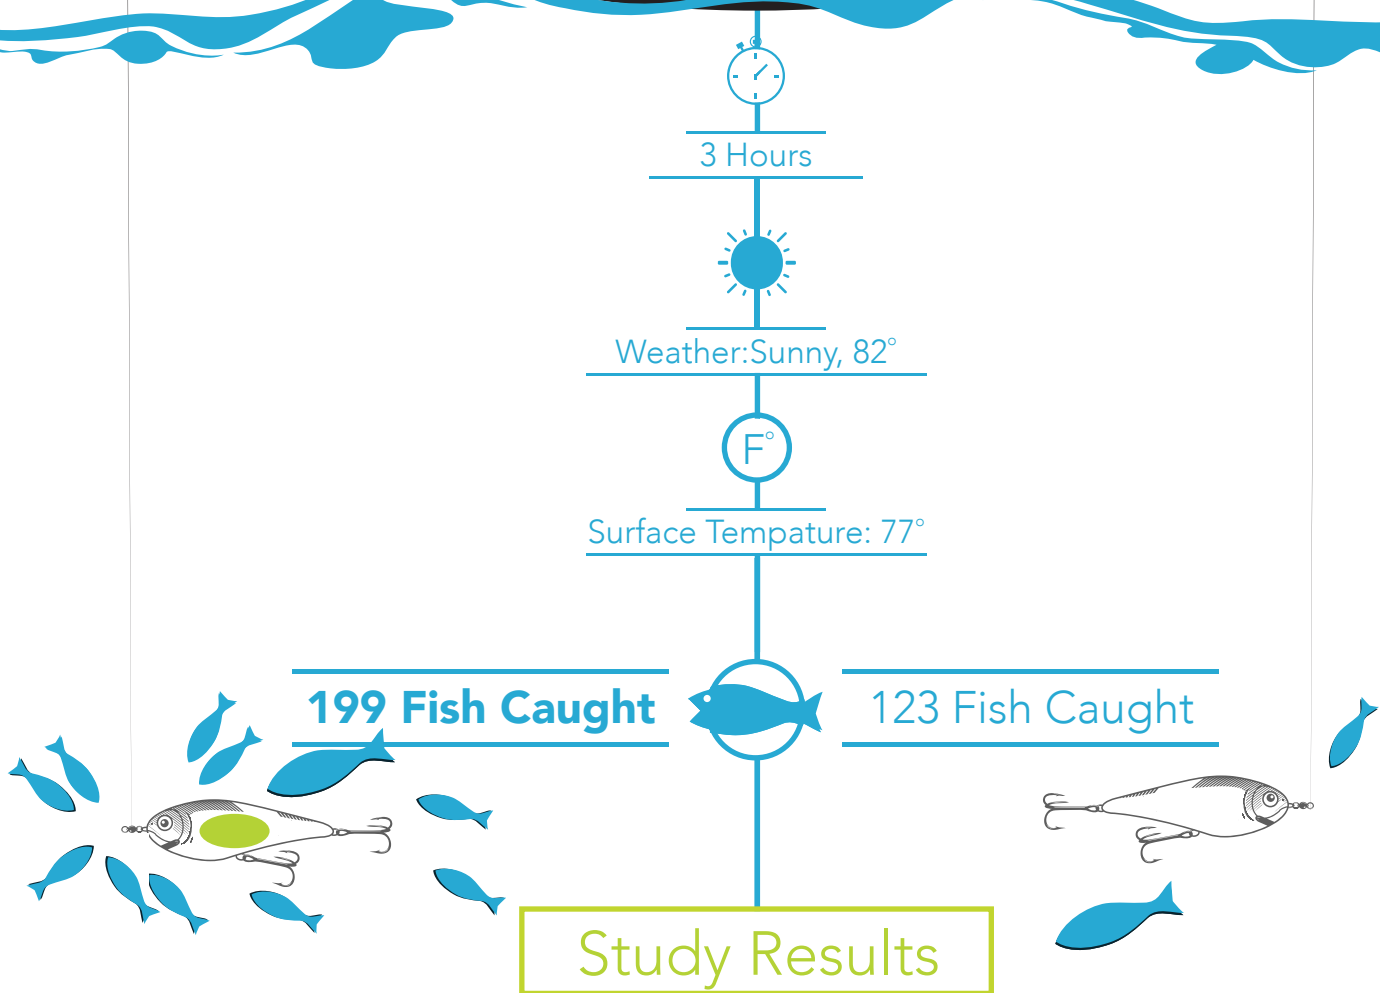 3 Hours
Weather:Sunny, 82°
F°
Surface Tempature: 77°
199 Fish Caught
123 Fish Caught
Study Results